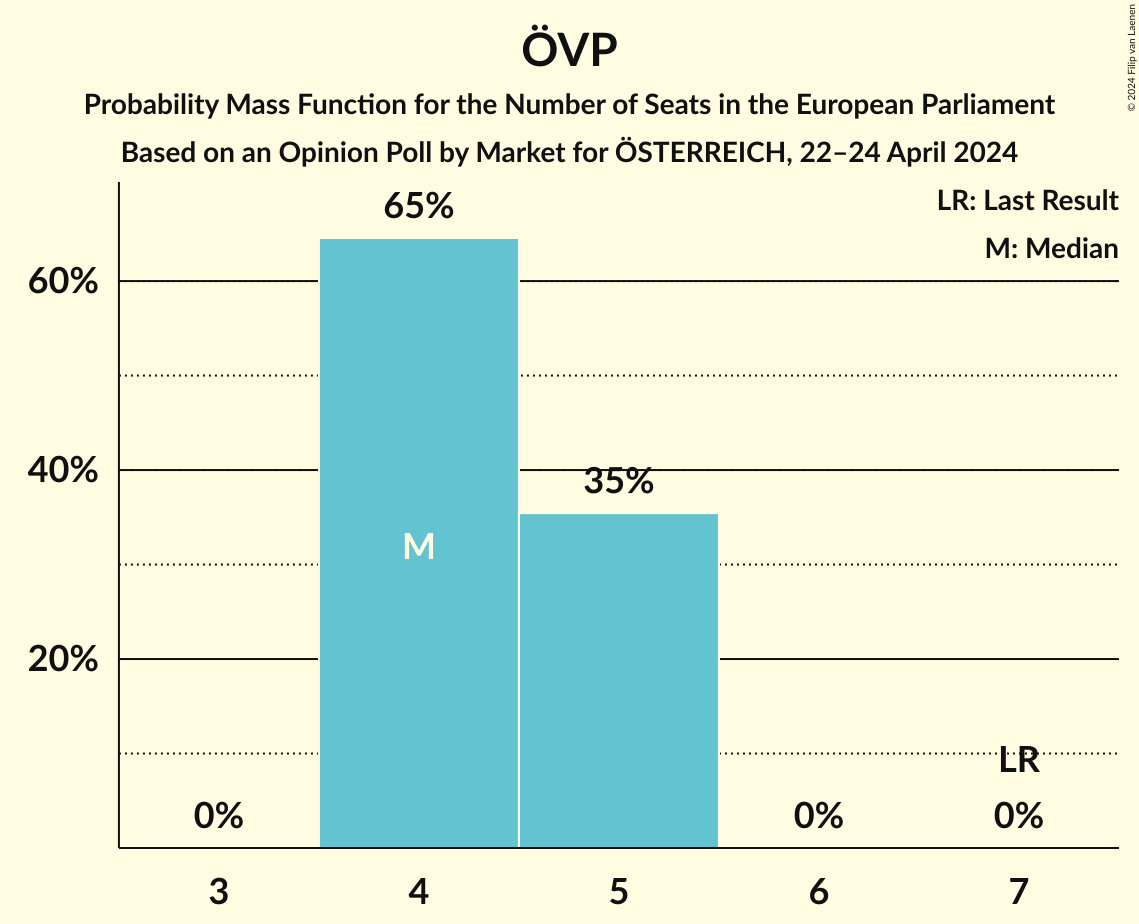 ÖVP
Probability Mass Function for the Number of Seats in the European Parliament
Based on an Opinion Poll by Market for ÖSTERREICH, 22–24 April 2024
© 2024 Filip van Laenen
LR: Last Result
M: Median
65%
60%
40%
35%
M
20%
LR
0%
0%
0%
3
4
5
6
7